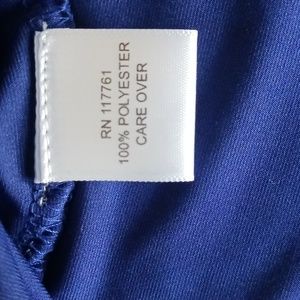 RN 117761
100% POLYESTER
CARE OVER